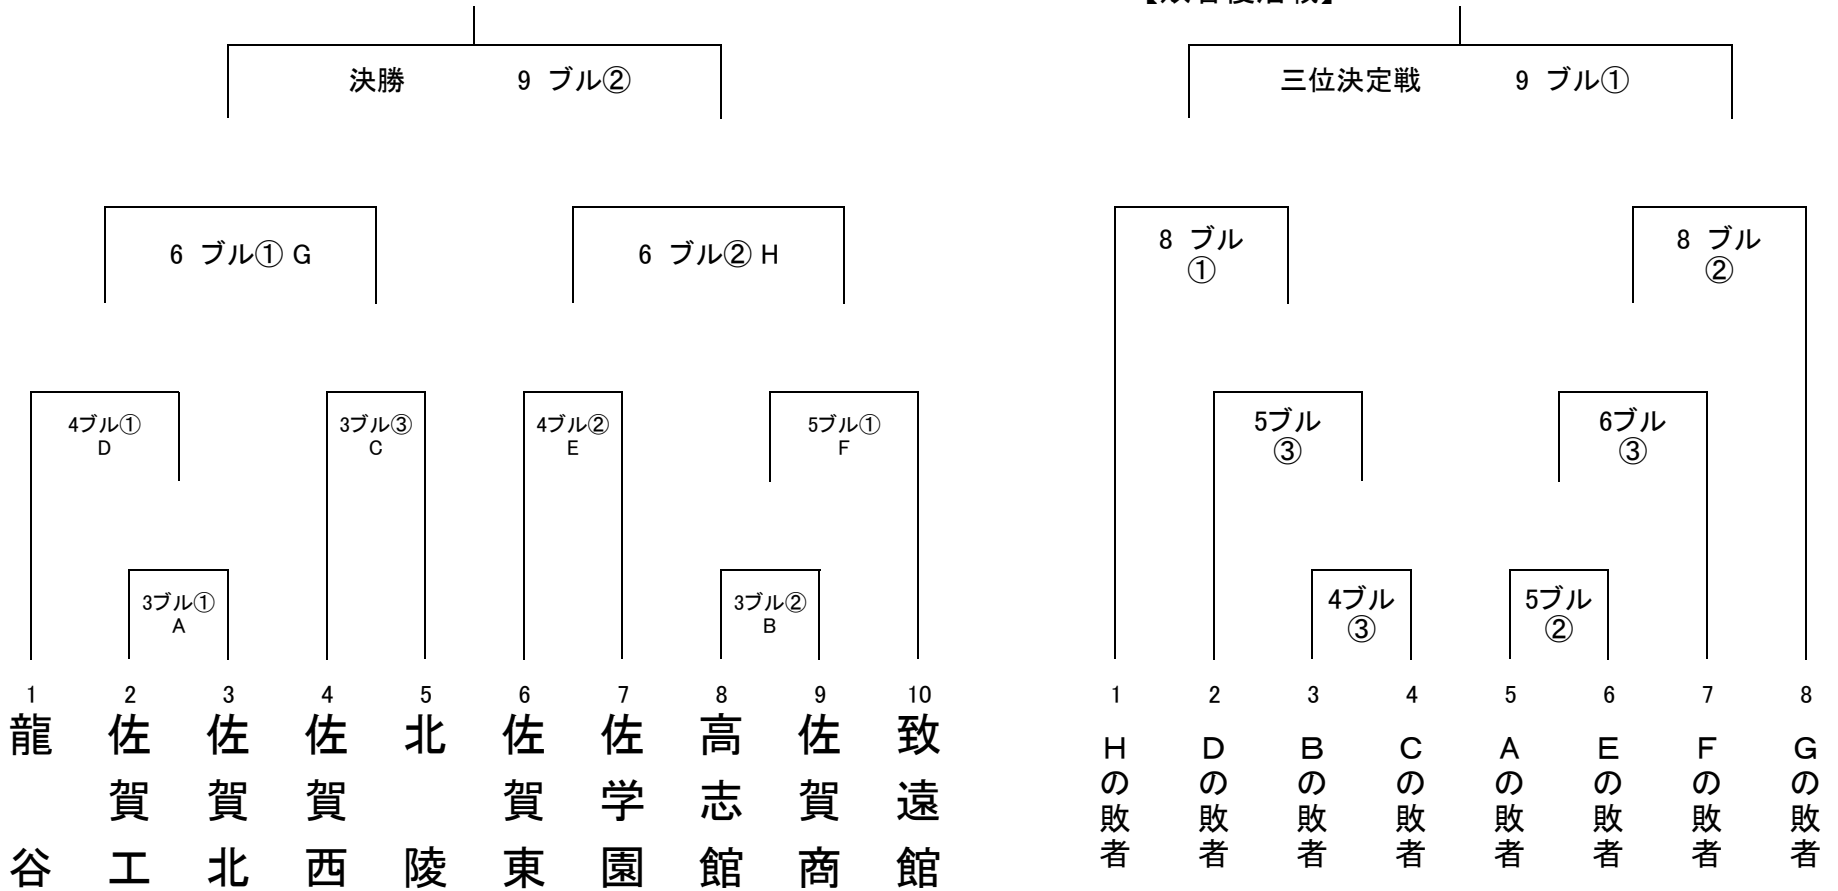 【敗者復活戦】
決勝 9 ブル②
三位決定戦 9 ブル①
6 ブル① G
6 ブル② H
8 ブル
①
8 ブル
②
4ブル①
D
3ブル③
C
4ブル②
E
5ブル①
F
5ブル
③
6ブル
③
3ブル①
A
3ブル②
B
4ブル
③
5ブル
②
1 2 3 4 5 6 7 8 9 10
龍谷
佐賀工
佐賀北
佐賀西
北陵
佐賀東
佐学園
高志館
佐賀商
致遠館
1 2 3 4 5 6 7 8
Hの敗者
Dの敗者
Bの敗者
Cの敗者
Aの敗者
Eの敗者
Fの敗者
Gの敗者